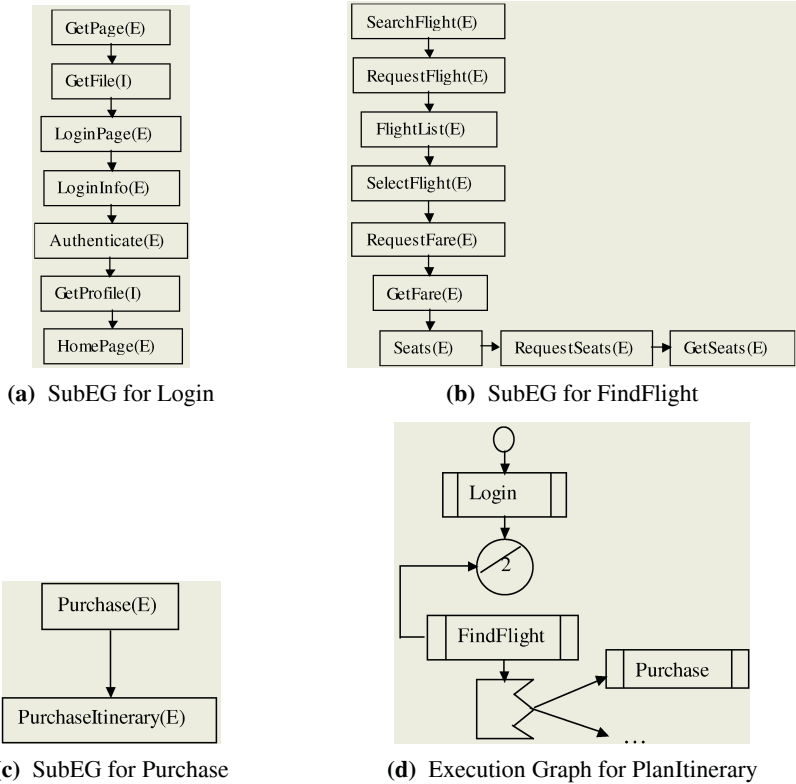 GetPage(E)
GetFile(I)
LoginPage(E)
LoginInfo(E)
Authenticate(E)
GetProfile(I)
HomePage(E)
(a) SubEG for Login
SearchFlight(E)
RequestFlight(E)
FlightList(E)
SelectFlight(E)
RequestFare(E)
GetFare(E)
Seats(E) RequestSeats(E) GetSeats(E)
(b) SubEG for FindFlight
Purchase(E)
PurchaseItinerary(E)
c) SubEG for Purchase
Login
2
FindFlight
Purchase
...
(d) Execution Graph for PlanItinerary